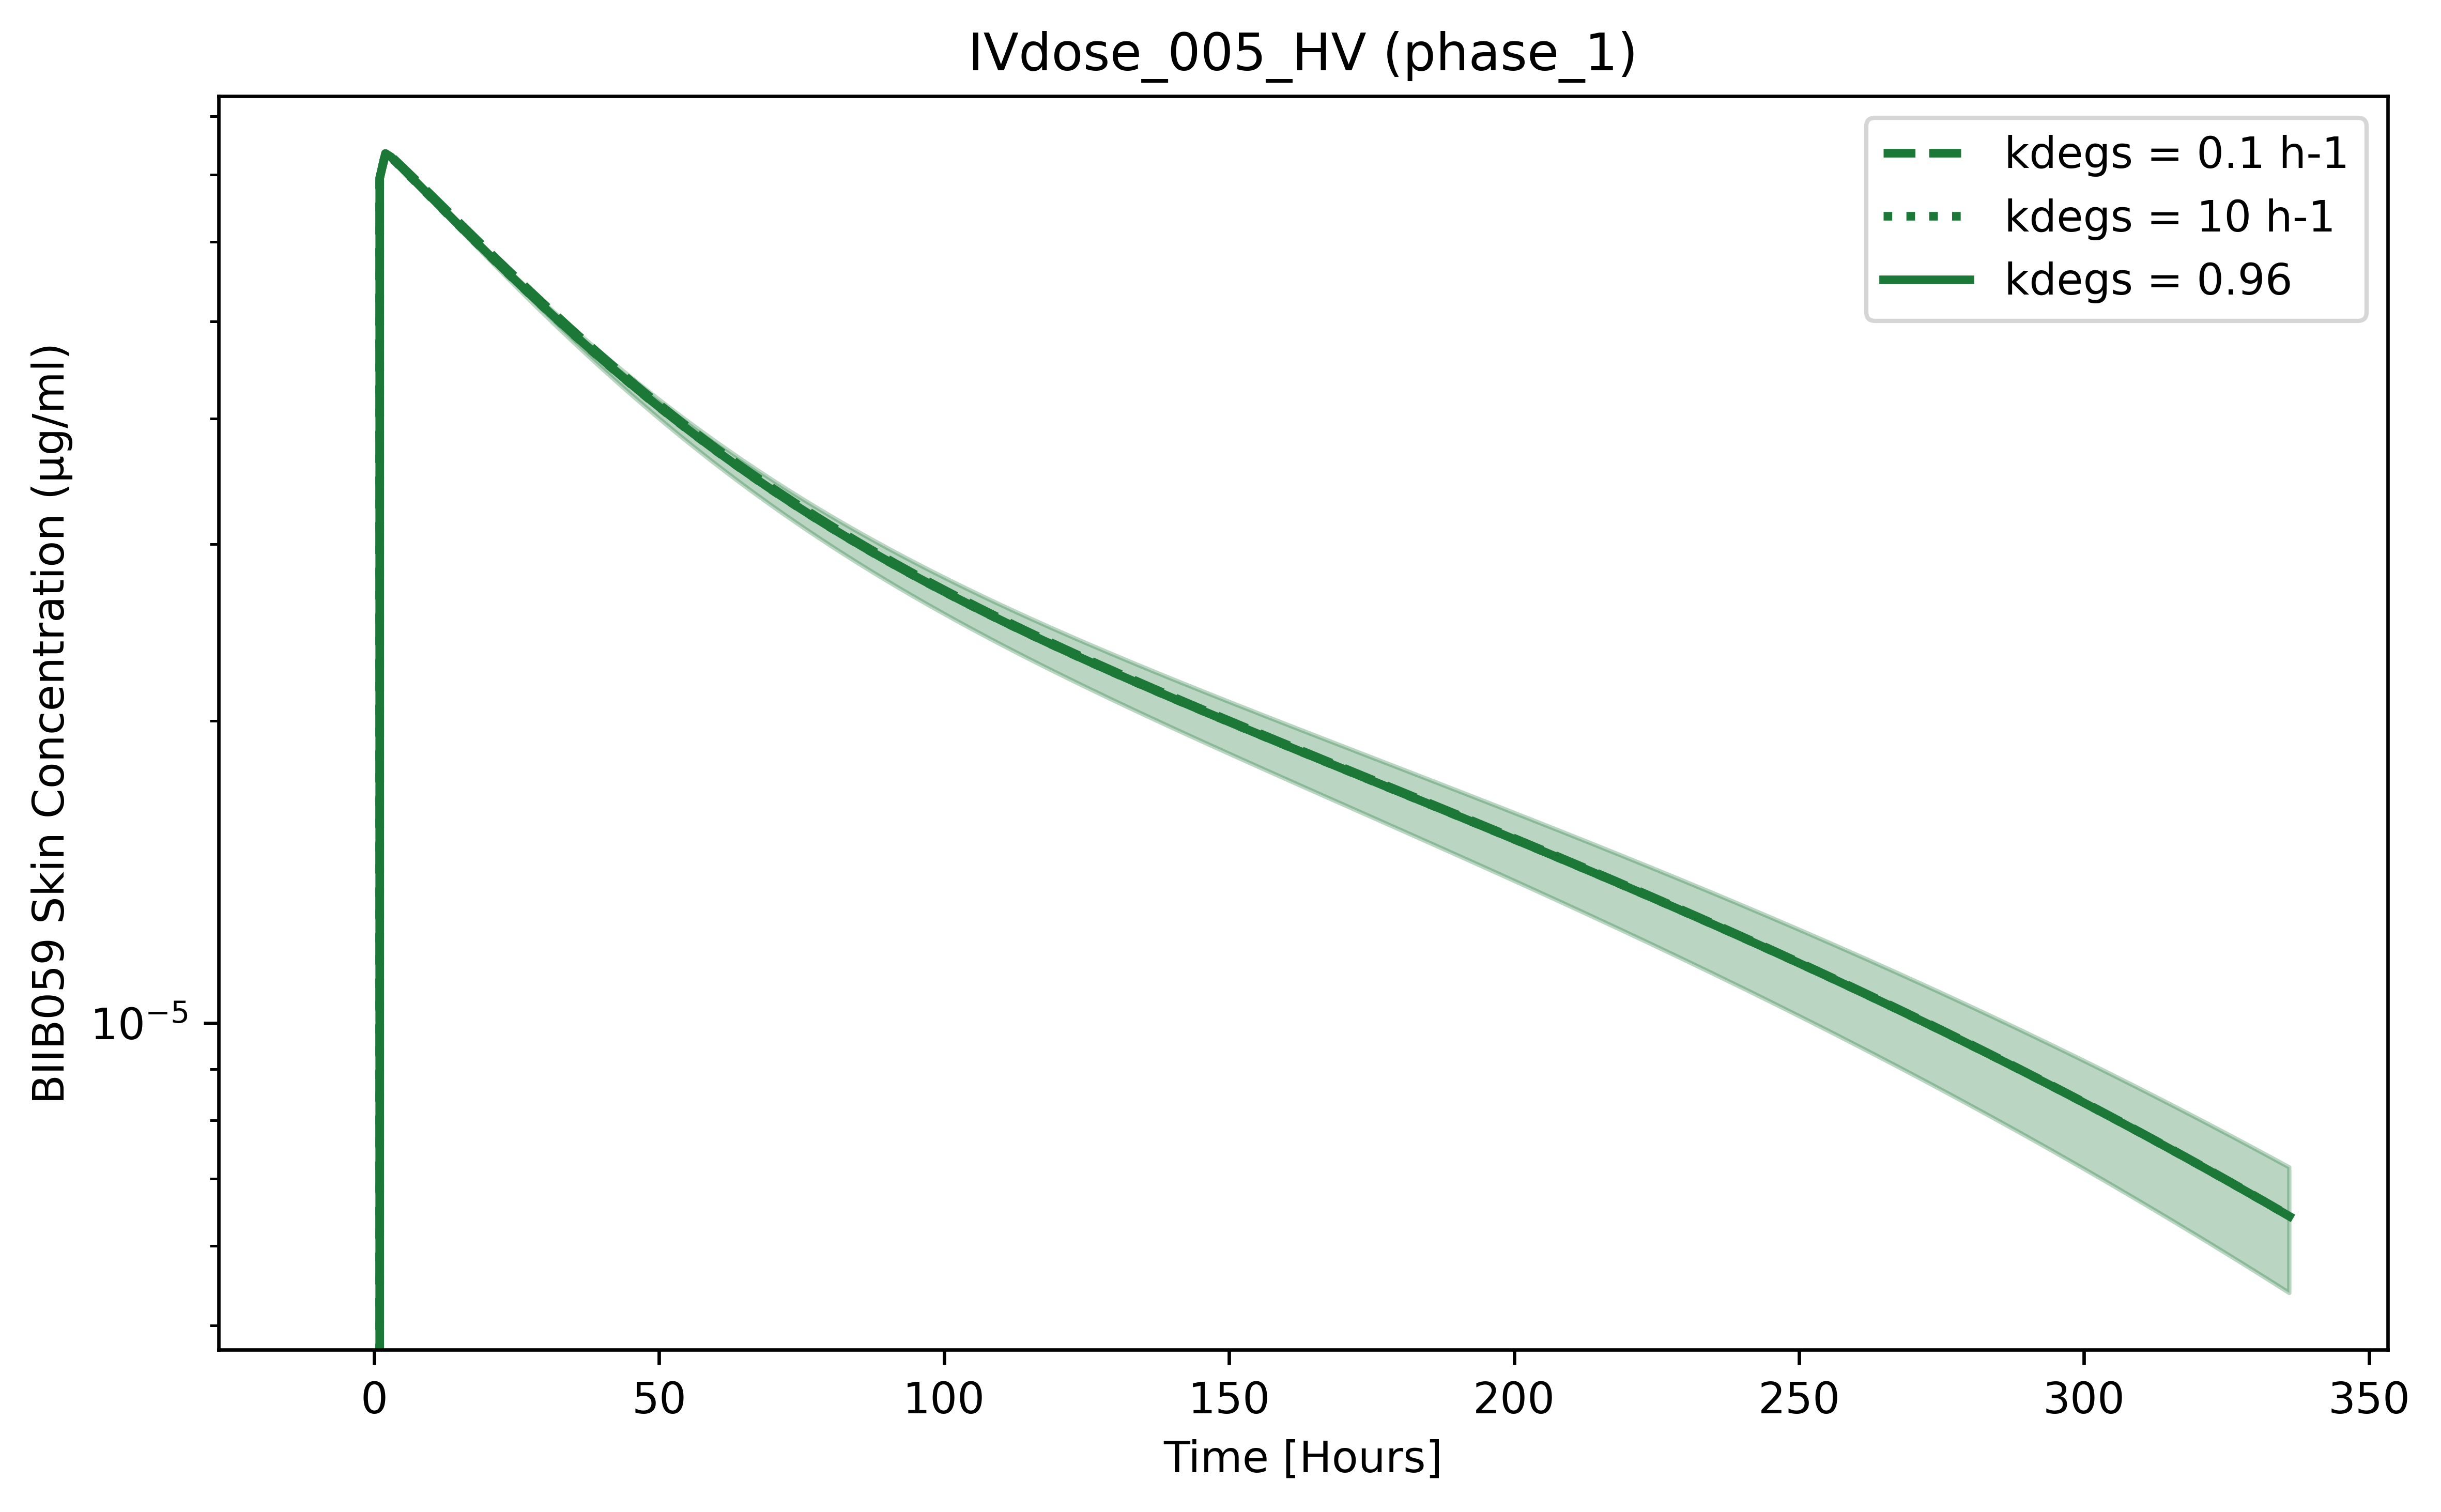 IVdose_005_HV (phase_1)
kdegs = 0.1 h-1
kdegs = 10 h-1
kdegs = 0.96
BIIB059 Skin Concentration (µg/ml)
10⁻⁵
0 50 100 150 200 250 300 350
Time [Hours]